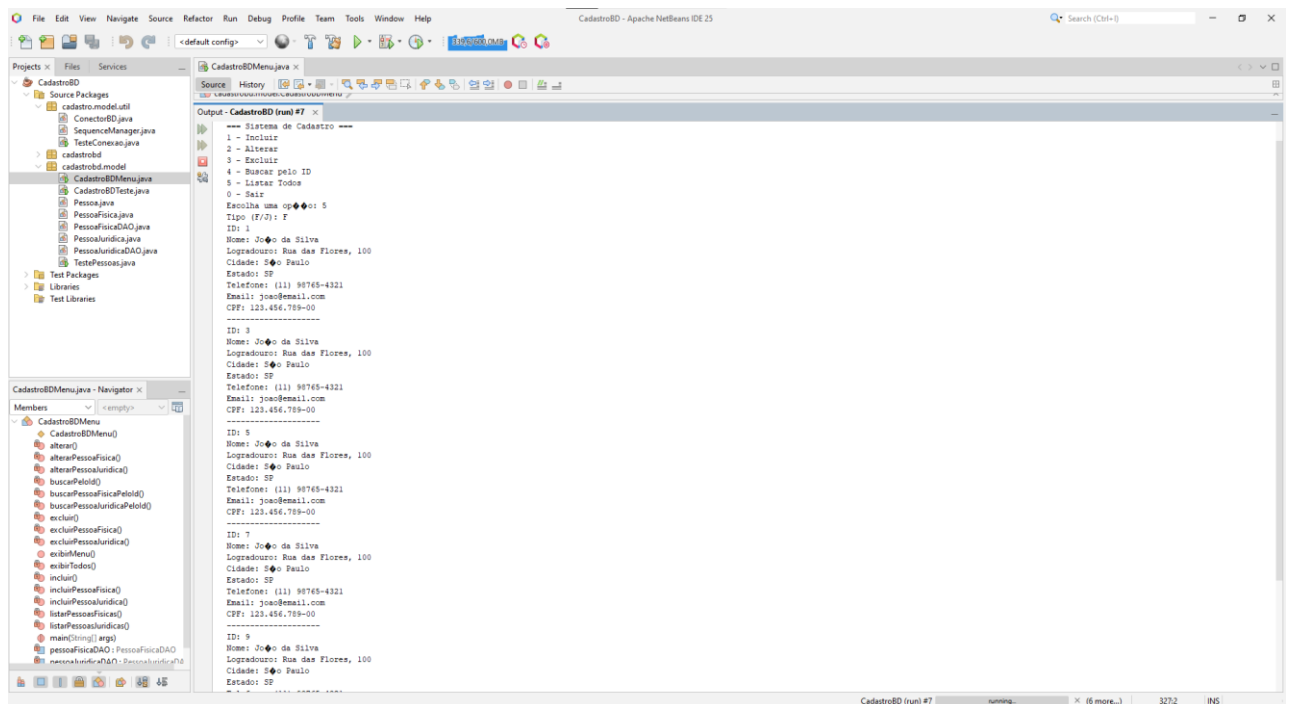 File Edit View Navigate Source Refactor Run Debug Profile Team Tools Window Help
CadastroBD - Apache NetBeans IDE 25
Search (Ctrl+I)
<default config>
Projects Files Services
CadastroBDMenu.java
CadastroBD
Source Packages
cadastro.model.util
ConectorBD.java
SequenceManager.java
TesteConexao.java
cadastrobd
cadastrobd.model
CadastroBDMenu.java
CadastroBDTeste.java
Pessoa.java
PessoaFisica.java
PessoaFisicaDAO.java
PessoaJuridica.java
PessoaJuridicaDAO.java
TestePessoas.java
Test Packages
Libraries
Test Libraries
Source History
Output - CadastroBD (run) #7
=== Sistema de Cadastro ===
1 - Incluir
2 - Alterar
3 - Excluir
4 - Buscar pelo ID
5 - Listar Todos
0 - Sair
Escolha uma op��o: 5
Tipo (F/J): F
ID: 1
Nome: Jo�o da Silva
Logradouro: Rua das Flores, 100
Cidade: S�o Paulo
Estado: SP
Telefone: (11) 98765-4321
Email: joao@email.com
CPF: 123.456.789-00
--------------------
ID: 3
Nome: Jo�o da Silva
Logradouro: Rua das Flores, 100
Cidade: S�o Paulo
Estado: SP
Telefone: (11) 98765-4321
Email: joao@email.com
CPF: 123.456.789-00
--------------------
ID: 5
Nome: Jo�o da Silva
Logradouro: Rua das Flores, 100
Cidade: S�o Paulo
Estado: SP
Telefone: (11) 98765-4321
Email: joao@email.com
CPF: 123.456.789-00
--------------------
ID: 7
Nome: Jo�o da Silva
Logradouro: Rua das Flores, 100
Cidade: S�o Paulo
Estado: SP
Telefone: (11) 98765-4321
Email: joao@email.com
CPF: 123.456.789-00
--------------------
ID: 9
Nome: Jo�o da Silva
Logradouro: Rua das Flores, 100
Cidade: S�o Paulo
Estado: SP
CadastroBDMenu.java - Navigator
Members <empty>
CadastroBDMenu
CadastroBDMenu()
alterar()
alterarPessoaFisica()
alterarPessoaJuridica()
buscarPeloId()
buscarPessoaFisicaPeloId()
buscarPessoaJuridicaPeloId()
excluir()
excluirPessoaFisica()
excluirPessoaJuridica()
exibirMenu()
exibirTodos()
incluir()
incluirPessoaFisica()
incluirPessoaJuridica()
listarPessoasFisicas()
listarPessoasJuridicas()
main(String[] args)
pessoaFisicaDAO : PessoaFisicaDAO
CadastroBD (run) #7 running... (6 more...) 327:2 INS